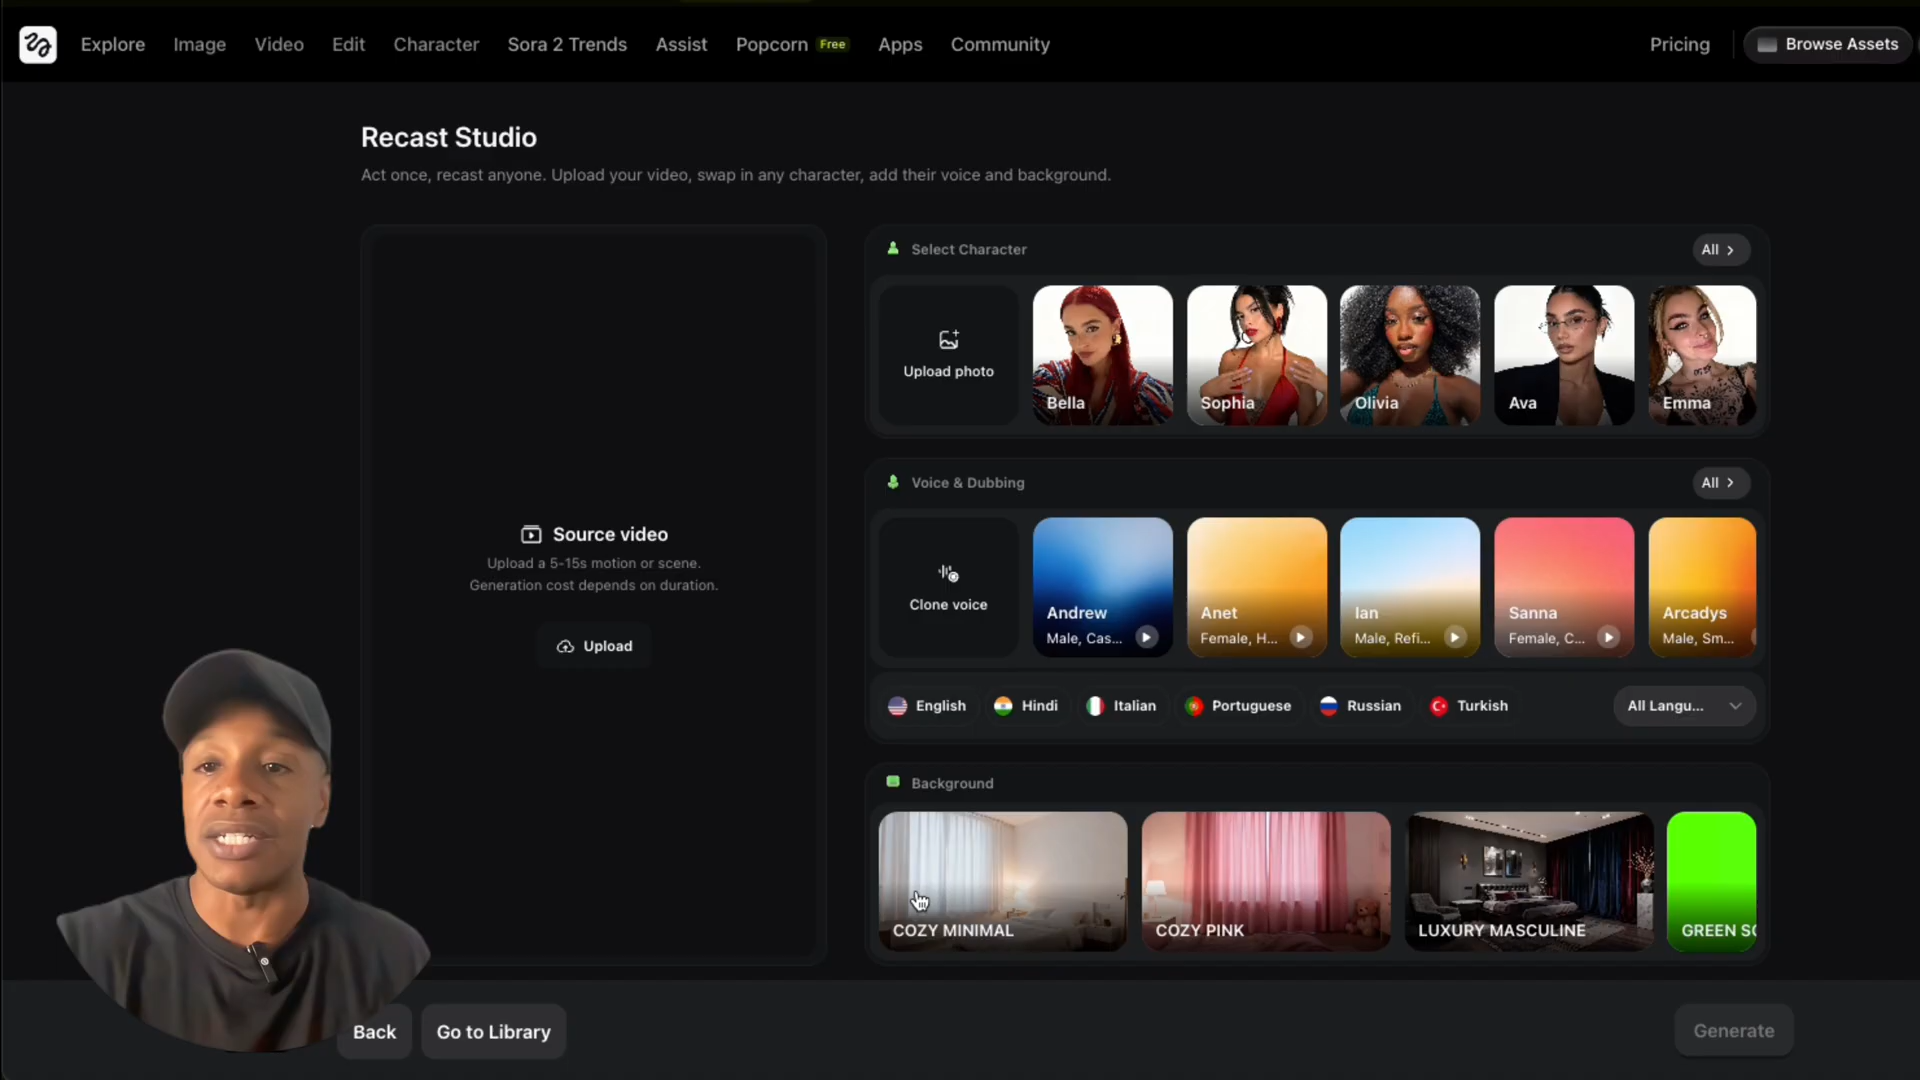 Explore Image Video Edit Character Sora 2 Trends Assist Popcorn Free Apps Community Pricing Browse Assets
Recast Studio
Act once, recast anyone. Upload your video, swap in any character, add their voice and background.
Source video
Upload a 5-15s motion or scene.
Generation cost depends on duration.
Upload
Select Character All
Upload photo
Bella Sophia Olivia Ava Emma
Voice & Dubbing All
Clone voice
Andrew Anet Ian Sanna Arcadys
Male, Cas... Female, H... Male, Refi... Female, C... Male, Sm...
English Hindi Italian Portuguese Russian Turkish All Langu...
Background
COZY MINIMAL COZY PINK LUXURY MASCULINE GREEN SC
Back Go to Library Generate